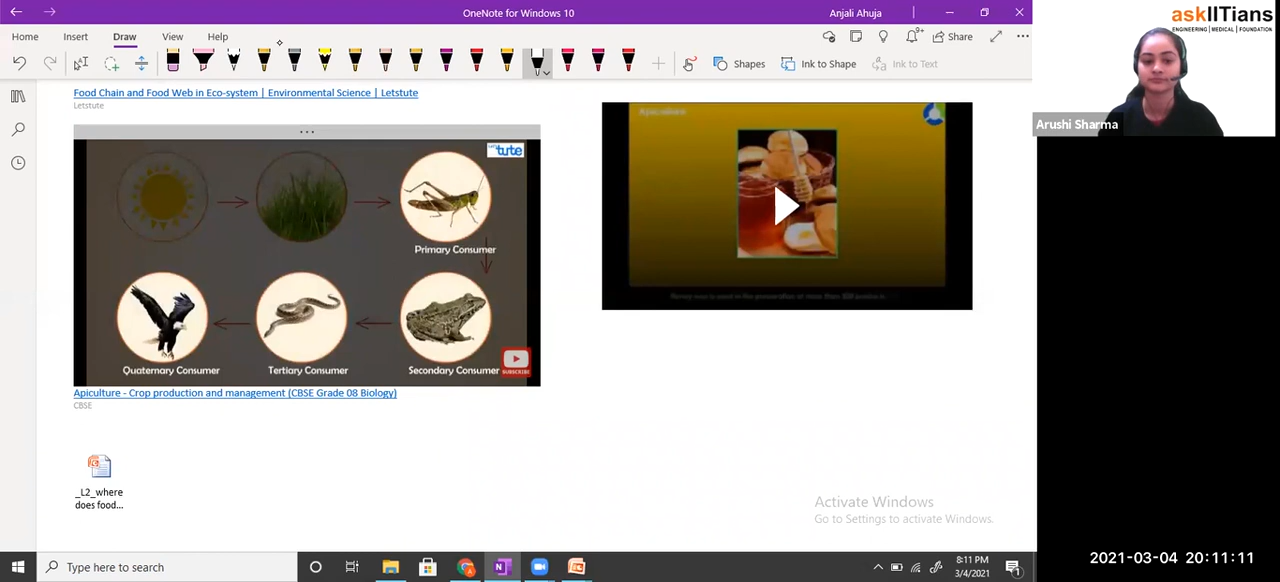 OneNote for Windows 10
Anjali Ahuja
Home Insert Draw View Help
Share
Shapes
Ink to Shape
Ink to Text
Food Chain and Food Web in Eco-system | Environmental Science | Letstute
Letstute
tute
Primary Consumer
Quaternary Consumer
Tertiary Consumer
Secondary Consumer
SUBSCRIBE
Apiculture - Crop production and management (CBSE Grade 08 Biology)
CBSE
_L2_where
does food...
Apiculture
Activate Windows
Go to Settings to activate Windows.
askIITians
ENGINEERING | MEDICAL | FOUNDATION
Arushi Sharma
Type here to search
8:11 PM
3/4/2021
2021-03-04 20:11:11